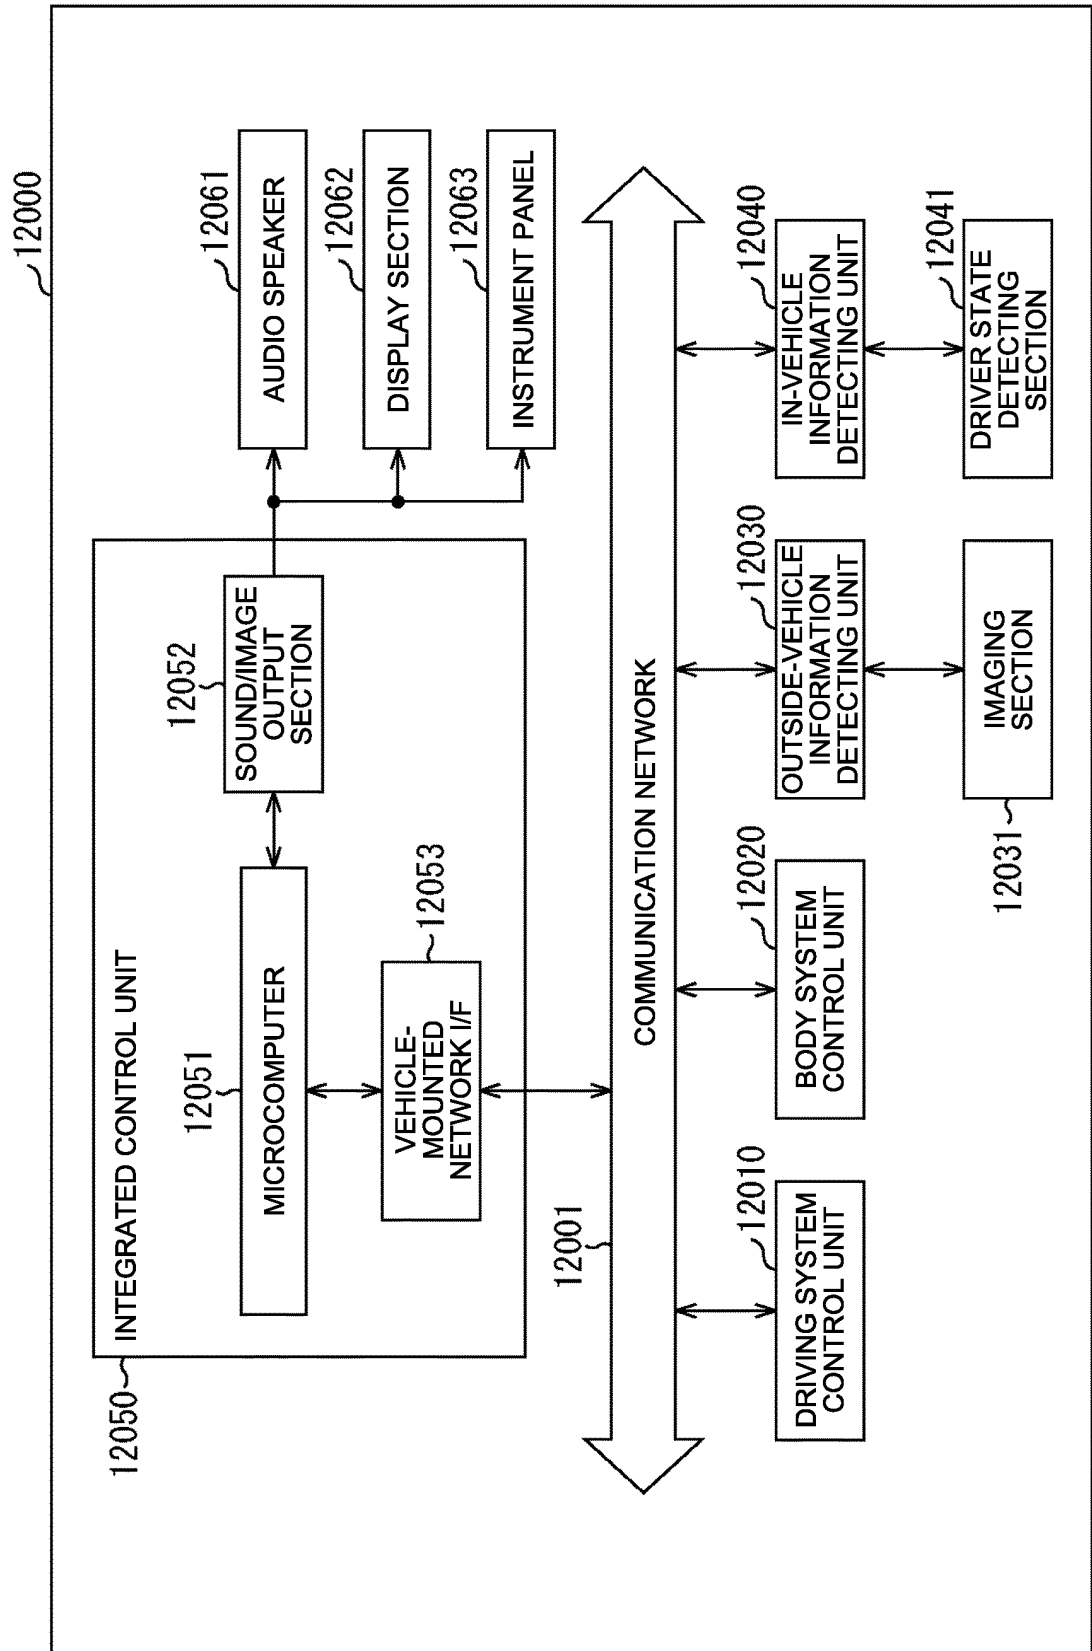 12000
12050
INTEGRATED CONTROL UNIT
12051
MICROCOMPUTER
12052
SOUND/IMAGE
OUTPUT
SECTION
12061
AUDIO SPEAKER
12062
DISPLAY SECTION
12063
INSTRUMENT PANEL
12053
VEHICLE-
MOUNTED
NETWORK I/F
12001
COMMUNICATION NETWORK
12010
DRIVING SYSTEM
CONTROL UNIT
12020
BODY SYSTEM
CONTROL UNIT
12030
OUTSIDE-VEHICLE
INFORMATION
DETECTING UNIT
12040
IN-VEHICLE
INFORMATION
DETECTING UNIT
12031
IMAGING
SECTION
12041
DRIVER STATE
DETECTING
SECTION